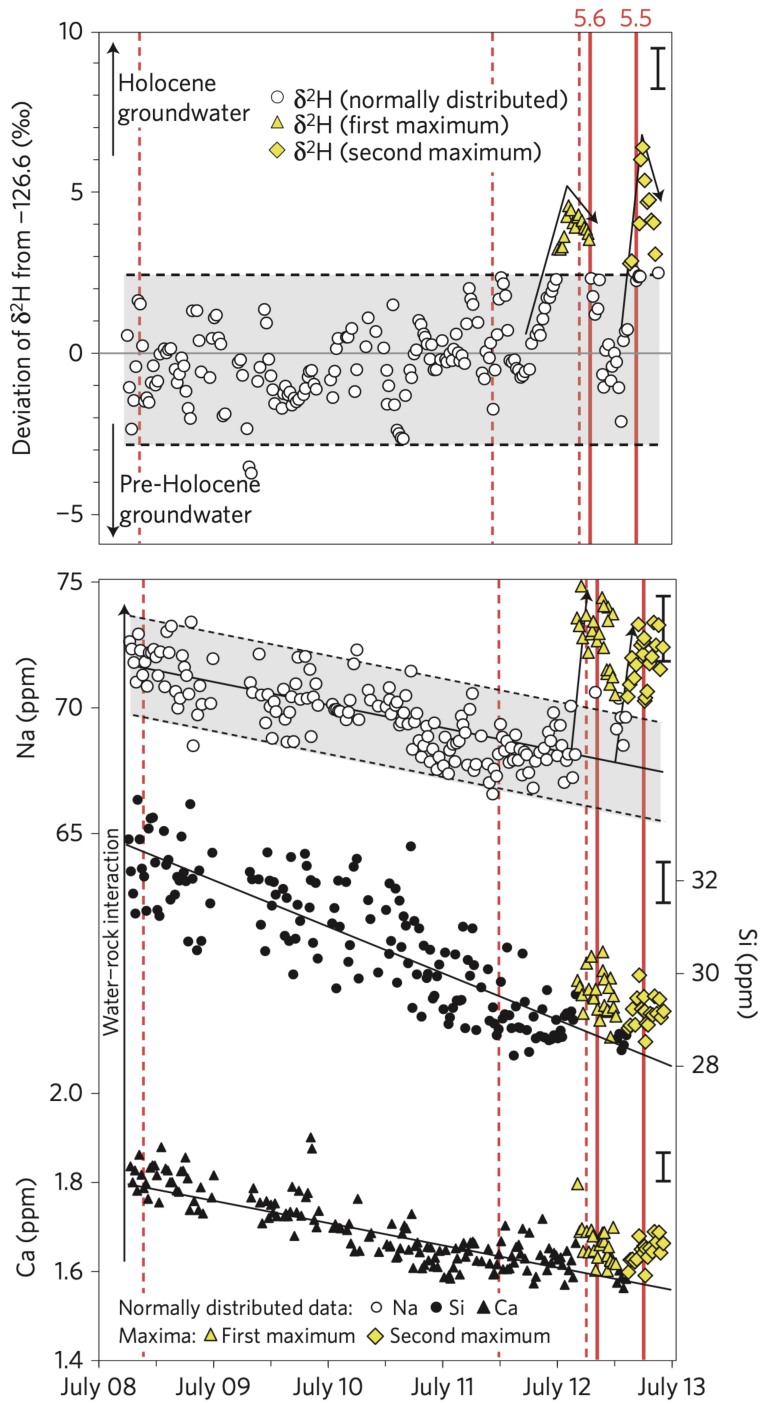 5.6 5.5
10
5
0
−5
Deviation of δ²H from −126.6 (‰)
Holocene
groundwater
δ²H (normally distributed)
δ²H (first maximum)
δ²H (second maximum)
Pre-Holocene
groundwater
75
70
65
Na (ppm)
Water–rock interaction
32
30
28
Si (ppm)
2.0
1.8
1.6
1.4
Ca (ppm)
Normally distributed data: Na Si Ca
Maxima: First maximum Second maximum
July 08 July 09 July 10 July 11 July 12 July 13